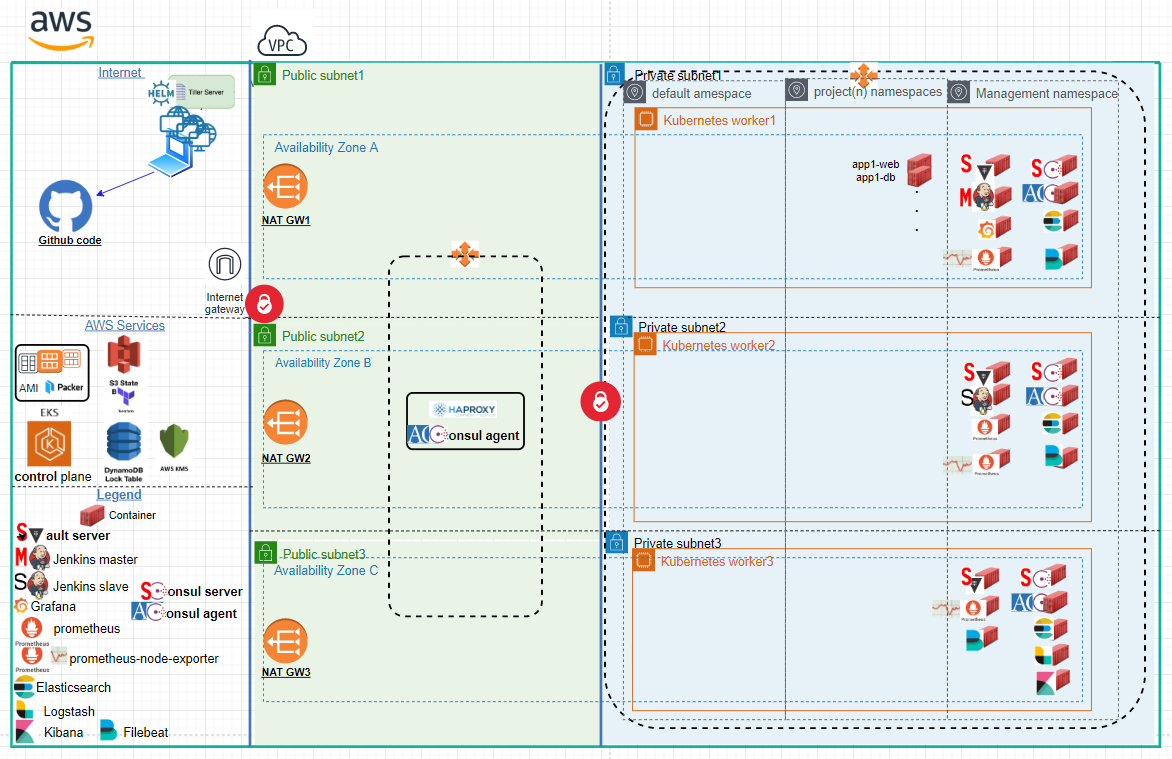 aws
VPC
Internet
HELM
Tiller Server
Github code
Internet
gateway
AWS Services
AMI
Packer
S3 State
EKS
control plane
DynamoDB
Lock Table
AWS KMS
Legend
Container
S ault server
M Jenkins master
S Jenkins slave
S onsul server
Grafana
A onsul agent
prometheus
Prometheus
prometheus-node-exporter
Prometheus
Elasticsearch
Logstash
Kibana
Filebeat
Public subnet1
Availability Zone A
NAT GW1
Public subnet2
Availability Zone B
NAT GW2
HAPROXY
A onsul agent
Public subnet3
Availability Zone C
NAT GW3
Private subnet1
default amespace
project(n) namespaces
Management namespace
Kubernetes worker1
app1-web
app1-db
S
S
M
A
Prometheus
Private subnet2
Kubernetes worker2
S
S
S
A
Prometheus
Private subnet3
Kubernetes worker3
S
S
A
Prometheus